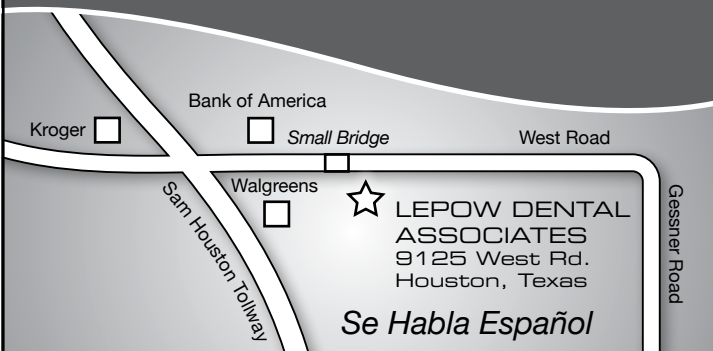 Bank of America
Kroger
Small Bridge
West Road
Walgreens
Sam Houston Tollway
Gessner Road
LEPOW DENTAL
ASSOCIATES
9125 West Rd.
Houston, Texas
Se Habla Español